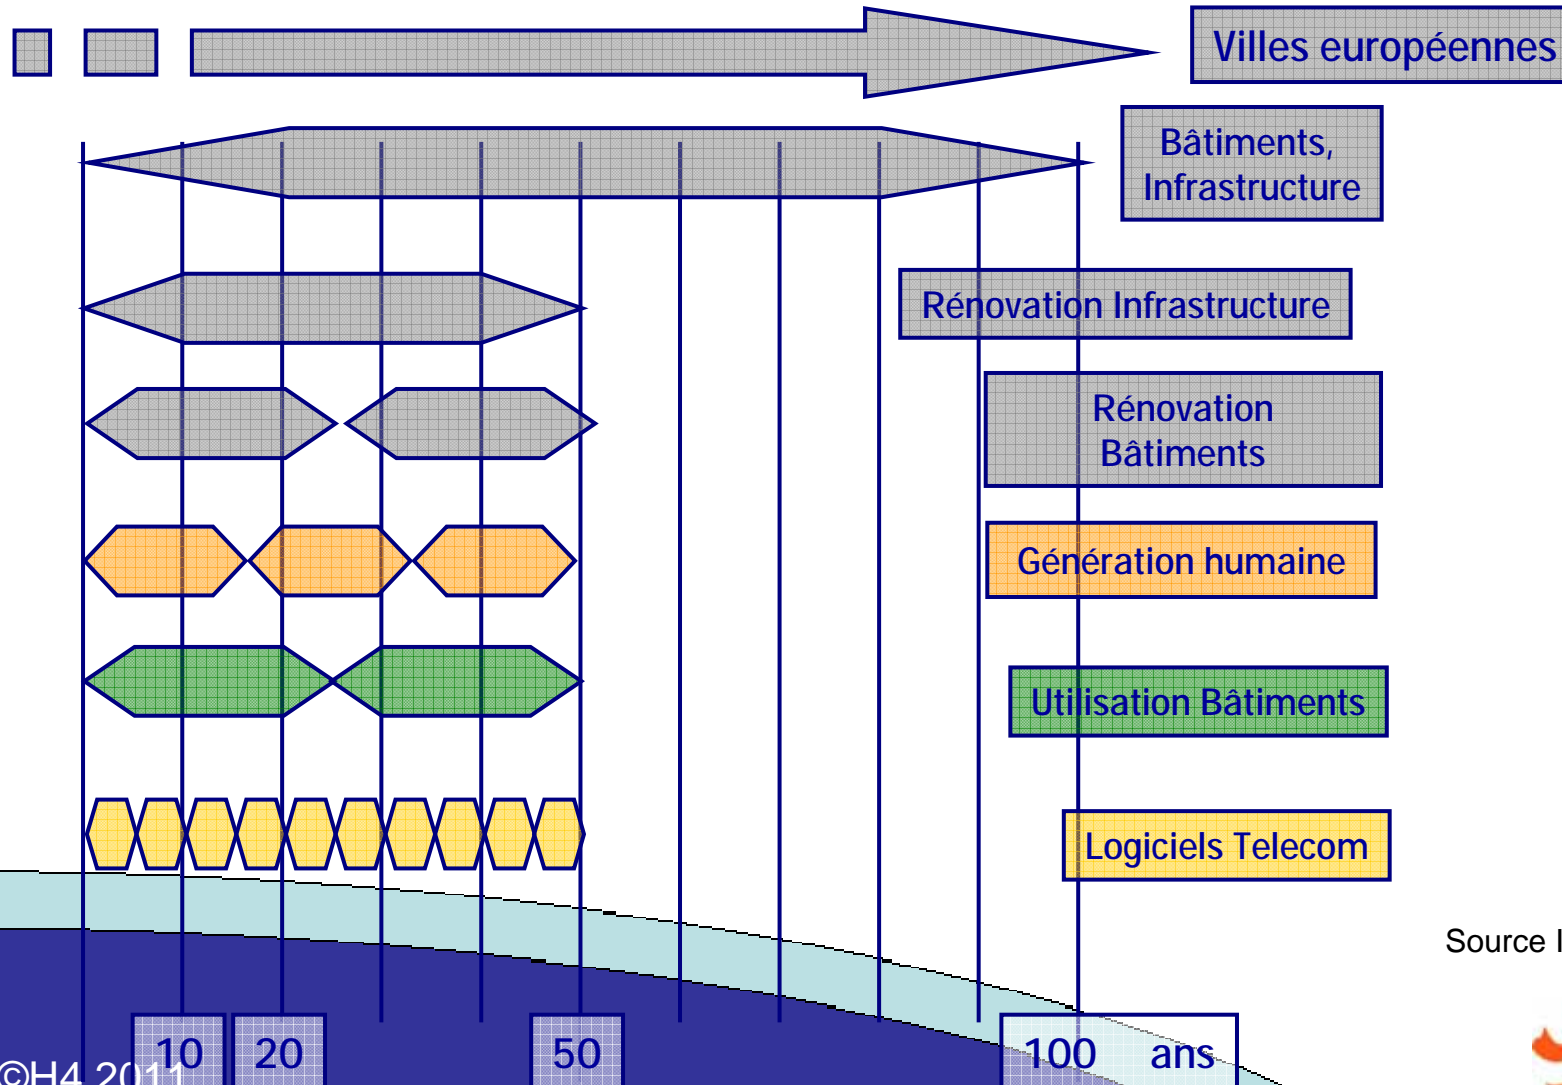 Villes européennes
Bâtiments,
Infrastructure
Rénovation Infrastructure
Rénovation
Bâtiments
Génération humaine
Utilisation Bâtiments
Logiciels Telecom
Source
10 20 50 100 ans
©H4 2011